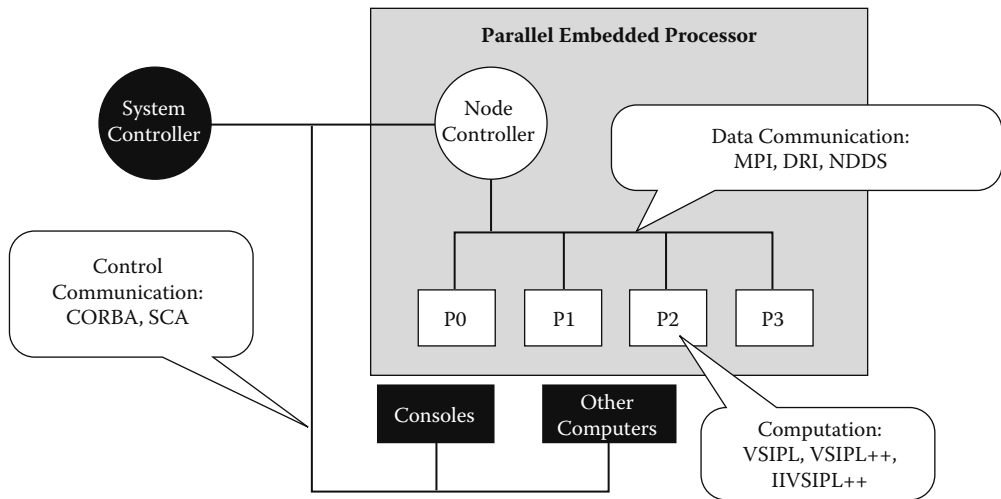 Parallel Embedded Processor
System
Controller
Node
Controller
Data Communication:
MPI, DRI, NDDS
Control
Communication:
CORBA, SCA
P0
P1
P2
P3
Consoles
Other
Computers
Computation:
VSIPL, VSIPL++,
IIVSIPL++